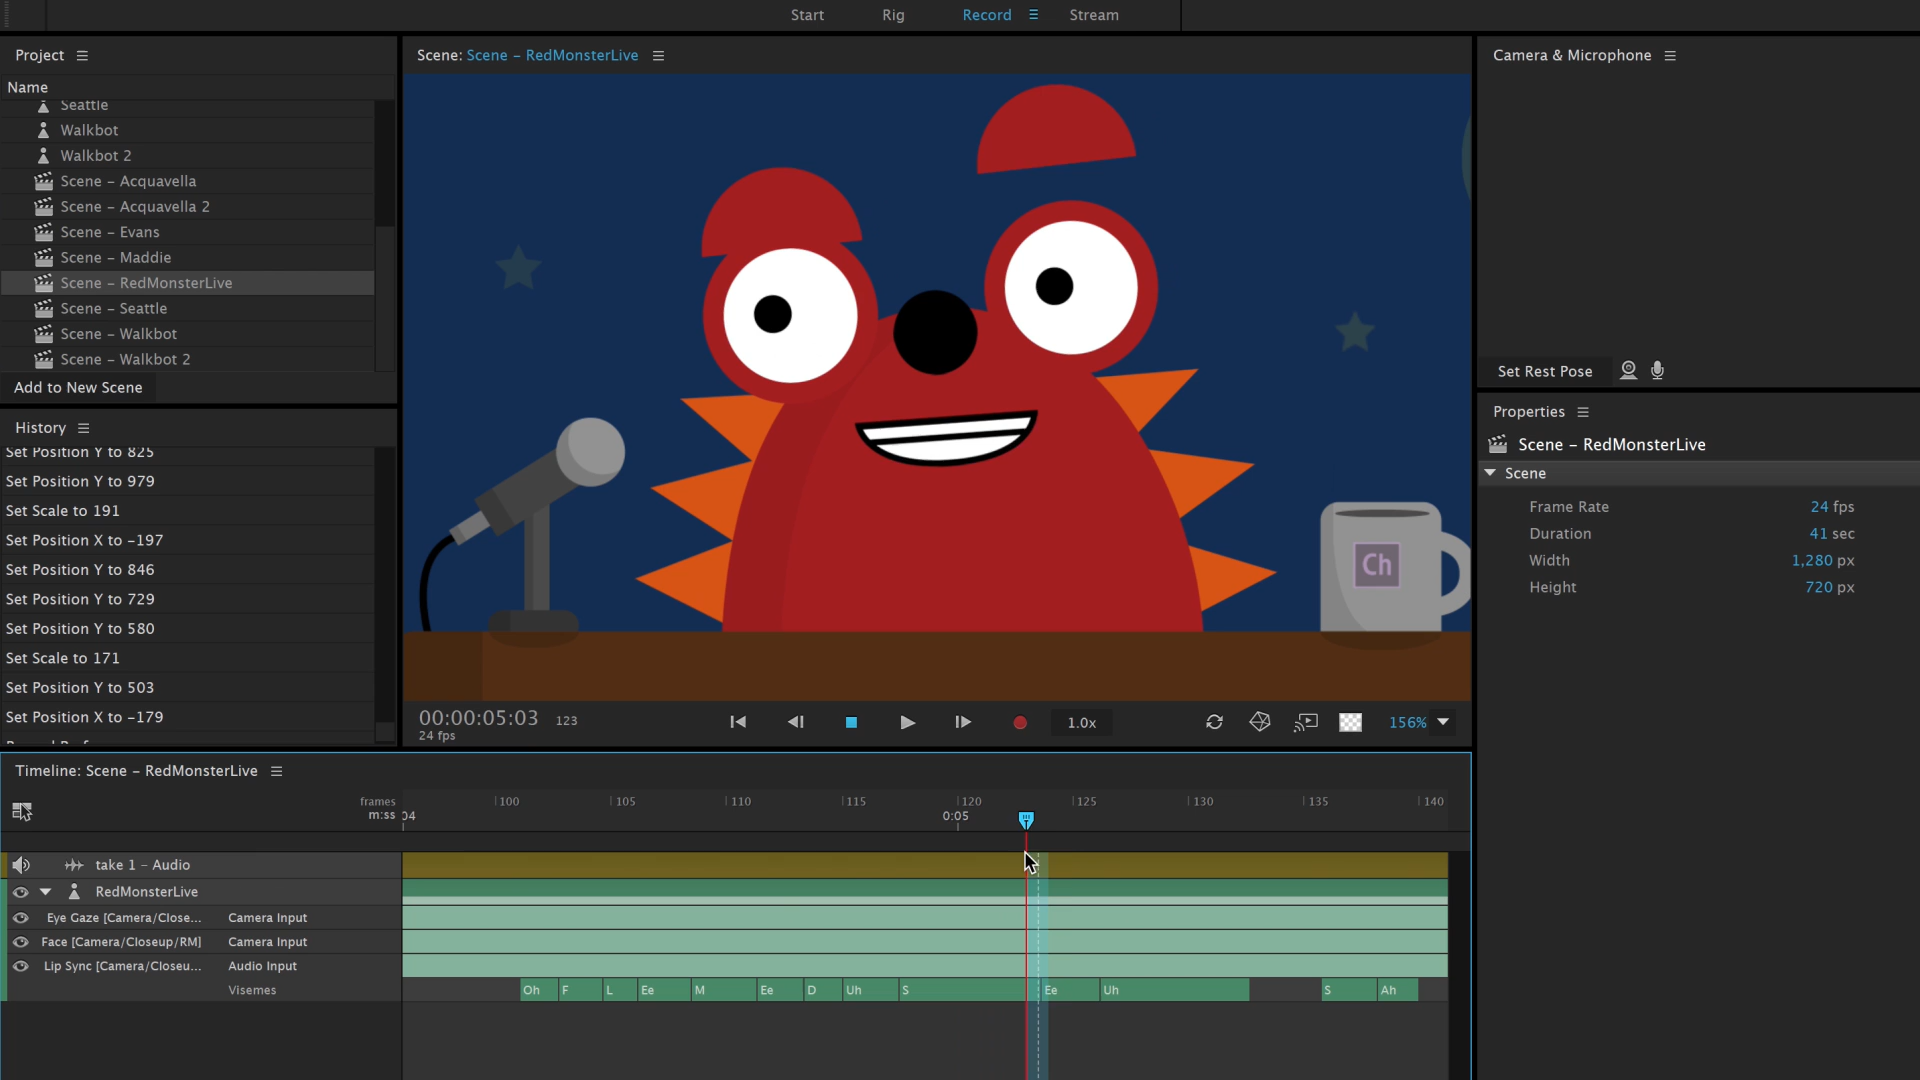 Start
Rig
Record
Stream
Project
Name
Seattle
Walkbot
Walkbot 2
Scene – Acquavella
Scene – Acquavella 2
Scene – Evans
Scene – Maddie
Scene – RedMonsterLive
Scene – Seattle
Scene – Walkbot
Scene – Walkbot 2
Add to New Scene
History
Set Position Y to 825
Set Position Y to 979
Set Scale to 191
Set Position X to –197
Set Position Y to 846
Set Position Y to 729
Set Position Y to 580
Set Scale to 171
Set Position Y to 503
Set Position X to –179
Scene: Scene – RedMonsterLive
Ch
00:00:05:03 123
24 fps
1.0x
156%
Camera & Microphone
Set Rest Pose
Properties
Scene – RedMonsterLive
Scene
Frame Rate 24 fps
Duration 41 sec
Width 1,280 px
Height 720 px
Timeline: Scene – RedMonsterLive
frames 100 105 110 115 120 125 130 135 140
m:ss 04 0:05
take 1 – Audio
RedMonsterLive
Eye Gaze [Camera/Close... Camera Input
Face [Camera/Closeup/RM] Camera Input
Lip Sync [Camera/Closeu... Audio Input
Visemes Oh F L Ee M Ee D Uh S Ee Uh S Ah